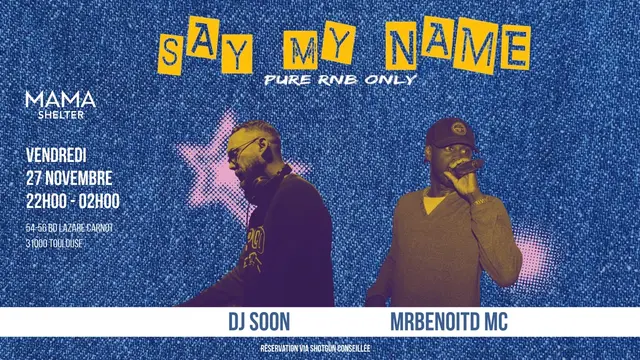 SAY MY NAME
PURE RNB ONLY
MAMA
SHELTER
VENDREDI
27 NOVEMBRE
22H00 - 02H00
54-56 BD LAZARE CARNOT
31000 TOULOUSE
DJ SOON
MRBENOITD MC
RÉSERVATION VIA SHOTGUN CONSEILLÉE